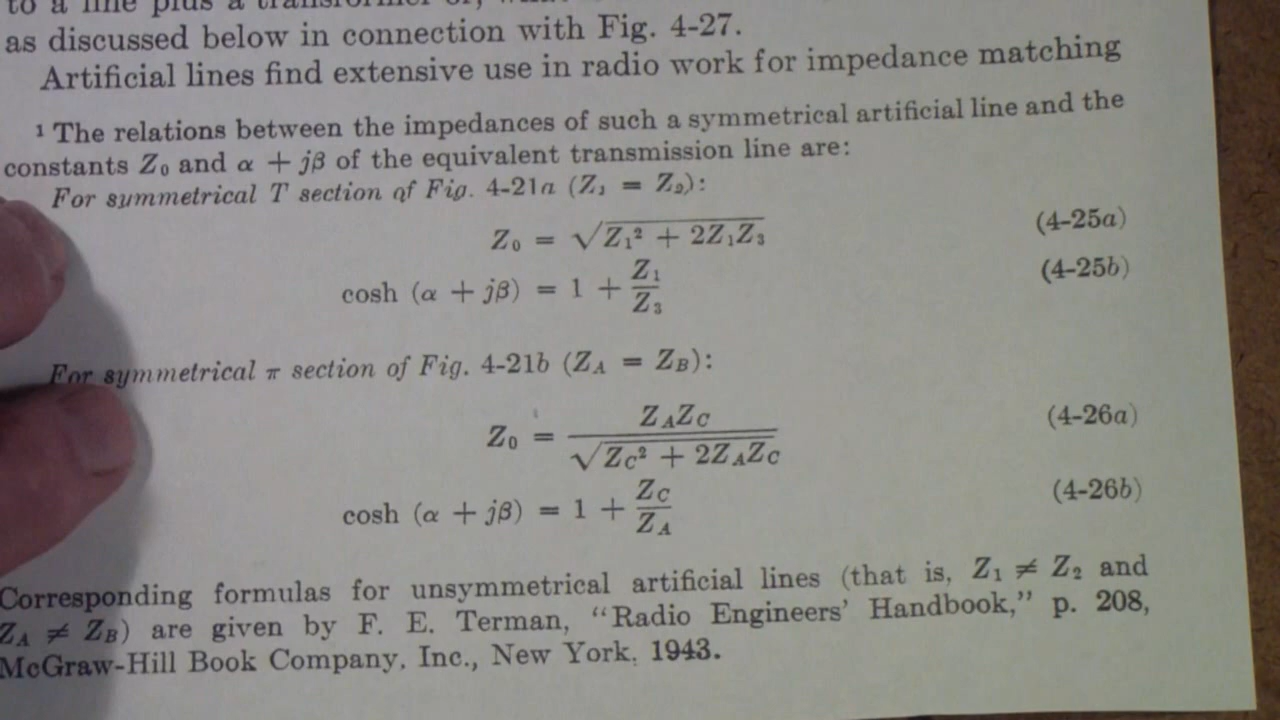 to a line plus a transformer or,
as discussed below in connection with Fig. 4-27.
Artificial lines find extensive use in radio work for impedance matching
¹ The relations between the impedances of such a symmetrical artificial line and the
constants Z₀ and α + jβ of the equivalent transmission line are:
For symmetrical T section of Fig. 4-21a (Z₁ = Z₂):
Z₀ = √(Z₁² + 2Z₁Z₃) (4-25a)
cosh (α + jβ) = 1 + Z₁/Z₃ (4-25b)
For symmetrical π section of Fig. 4-21b (Z_A = Z_B):
Z₀ = Z_AZ_C / √(Z_C² + 2Z_AZ_C) (4-26a)
cosh (α + jβ) = 1 + Z_C/Z_A (4-26b)
Corresponding formulas for unsymmetrical artificial lines (that is, Z₁ ≠ Z₂ and
Z_A ≠ Z_B) are given by F. E. Terman, “Radio Engineers’ Handbook,” p. 208,
McGraw-Hill Book Company, Inc., New York, 1943.